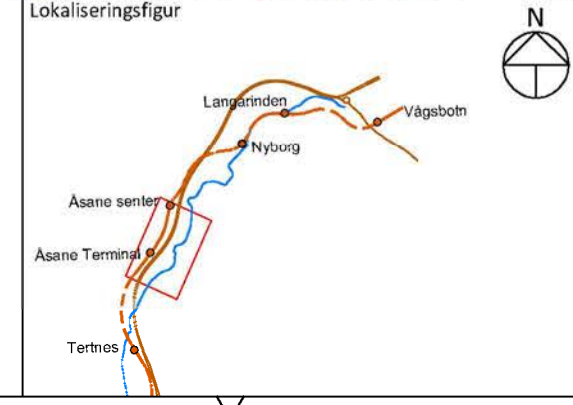 Lokaliseringsfigur
N
Langarinden
Vågsbotn
Nyborg
Åsane senter
Åsane Terminal
Tertnes